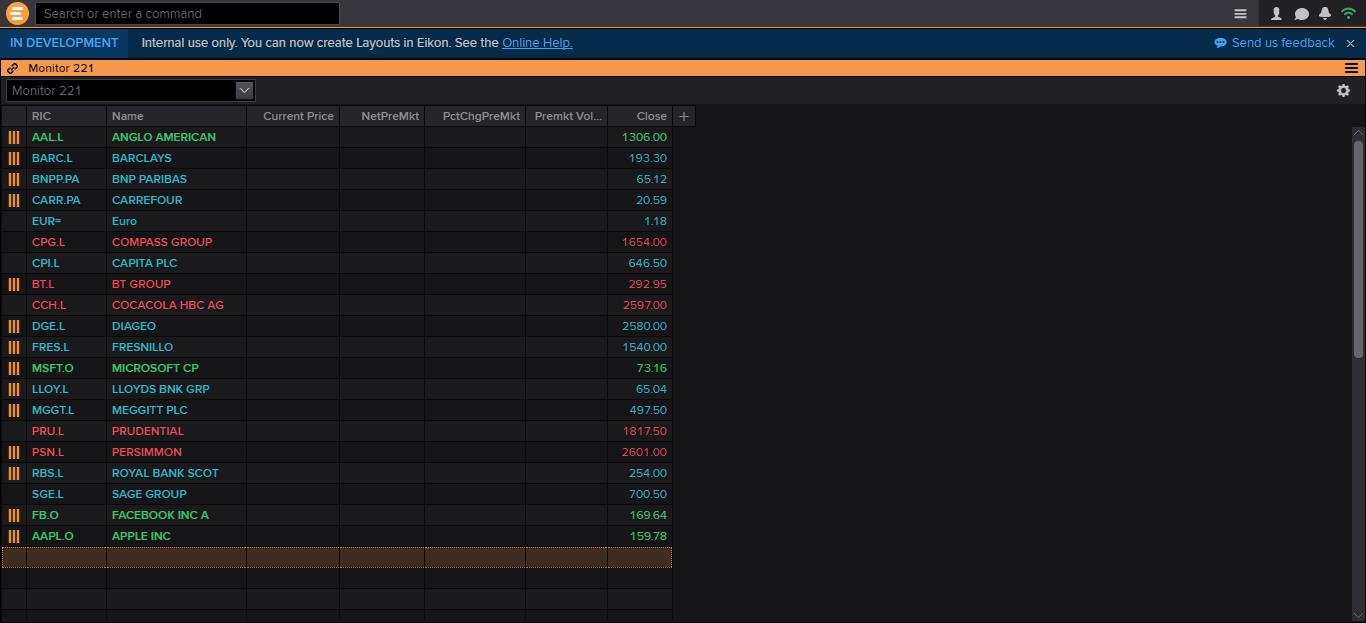 Search or enter a command
IN DEVELOPMENT Internal use only. You can now create Layouts in Eikon. See the Online Help. Send us feedback
Monitor 221
Monitor 221
RIC Name Current Price NetPreMkt PctChgPreMkt Premkt Vol... Close +
AAL.L ANGLO AMERICAN 1306.00
BARC.L BARCLAYS 193.30
BNPP.PA BNP PARIBAS 65.12
CARR.PA CARREFOUR 20.59
EUR= Euro 1.18
CPG.L COMPASS GROUP 1654.00
CPI.L CAPITA PLC 646.50
BT.L BT GROUP 292.95
CCH.L COCACOLA HBC AG 2597.00
DGE.L DIAGEO 2580.00
FRES.L FRESNILLO 1540.00
MSFT.O MICROSOFT CP 73.16
LLOY.L LLOYDS BNK GRP 65.04
MGGT.L MEGGITT PLC 497.50
PRU.L PRUDENTIAL 1817.50
PSN.L PERSIMMON 2601.00
RBS.L ROYAL BANK SCOT 254.00
SGE.L SAGE GROUP 700.50
FB.O FACEBOOK INC A 169.64
AAPL.O APPLE INC 159.78